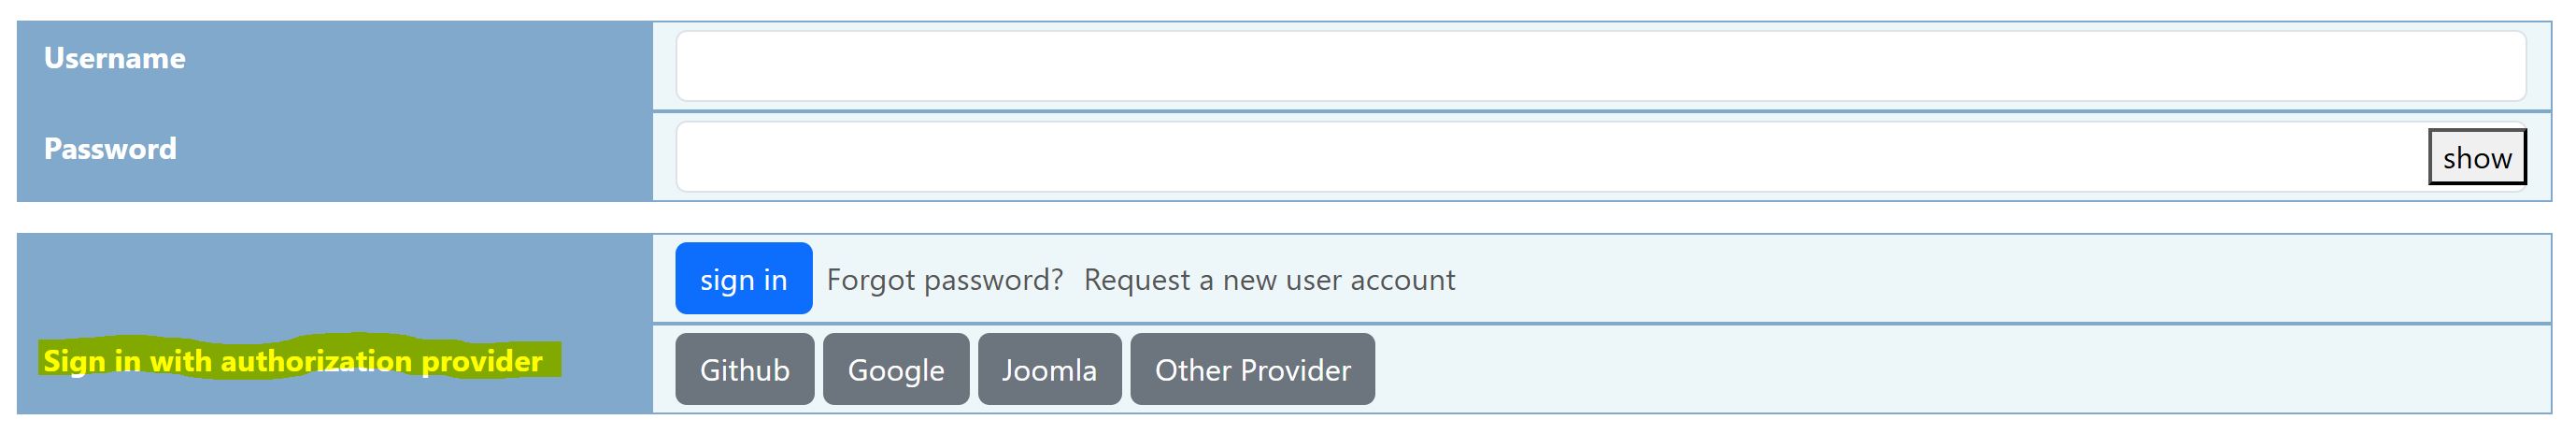 Username
Password
show
sign in Forgot password? Request a new user account
Sign in with authorization provider
Github Google Joomla Other Provider